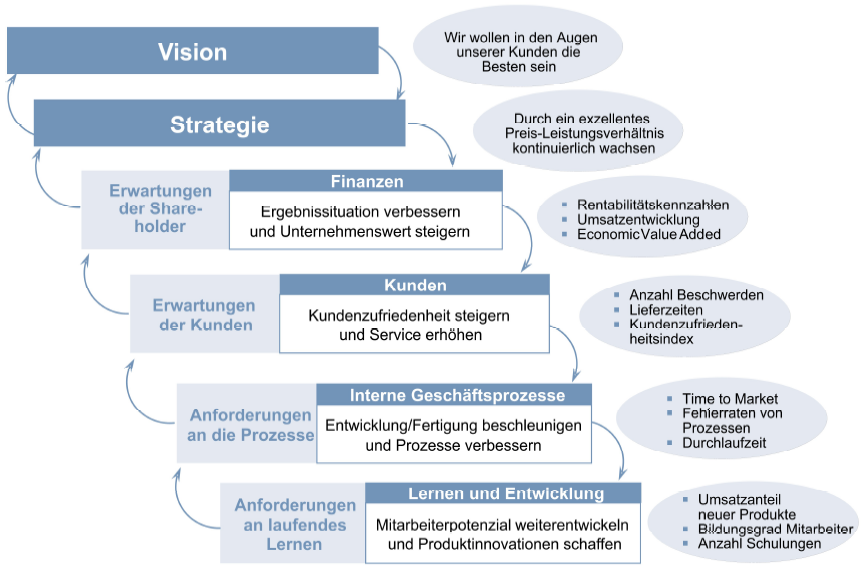 Vision
Wir wollen in den Augen
unserer Kunden die
Besten sein
Strategie
Durch ein exzellentes
Preis-Leistungsverhältnis
kontinuierlich wachsen
Erwartungen
der Share-
holder
Finanzen
Ergebnissituation verbessern
und Unternehmenswert steigern
Rentabilitätskennzahlen
Umsatzentwicklung
Economic Value Added
Erwartungen
der Kunden
Kunden
Kundenzufriedenheit steigern
und Service erhöhen
Anzahl Beschwerden
Lieferzeiten
Kundenzufrieden-
heitsindex
Anforderungen
an die Prozesse
Interne Geschäftsprozesse
Entwicklung/Fertigung beschleunigen
und Prozesse verbessern
Time to Market
Fehlerraten von
Prozessen
Durchlaufzeit
Anforderungen
an laufendes
Lernen
Lernen und Entwicklung
Mitarbeiterpotenzial weiterentwickeln
und Produktinnovationen schaffen
Umsatzanteil
neuer Produkte
Bildungsgrad Mitarbeiter
Anzahl Schulungen